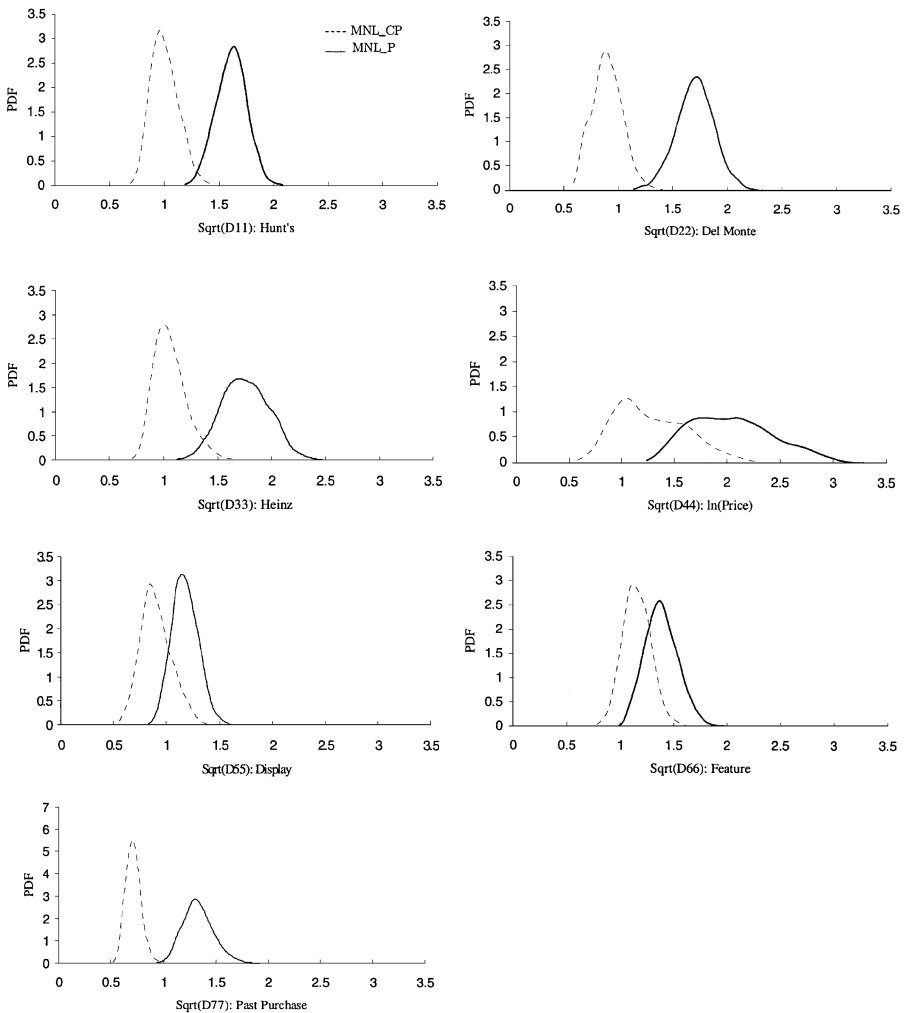 MNL_CP
MNL_P
3.5
3
2.5
2
1.5
1
0.5
0
PDF
0 0.5 1 1.5 2 2.5 3 3.5
Sqrt(D11): Hunt's
3.5
3
2.5
2
1.5
1
0.5
0
PDF
0 0.5 1 1.5 2 2.5 3 3.5
Sqrt(D22): Del Monte
3.5
3
2.5
2
1.5
1
0.5
0
PDF
0 0.5 1 1.5 2 2.5 3 3.5
Sqrt(D33): Heinz
3.5
3
2.5
2
1.5
1
0.5
0
PDF
0 0.5 1 1.5 2 2.5 3 3.5
Sqrt(D44): ln(Price)
3.5
3
2.5
2
1.5
1
0.5
0
PDF
0 0.5 1 1.5 2 2.5 3 3.5
Sqrt(D55): Display
3.5
3
2.5
2
1.5
1
0.5
0
PDF
0 0.5 1 1.5 2 2.5 3 3.5
Sqrt(D66): Feature
7
6
5
4
3
2
1
0
PDF
0 0.5 1 1.5 2 2.5 3 3.5
Sqrt(D77): Past Purchase